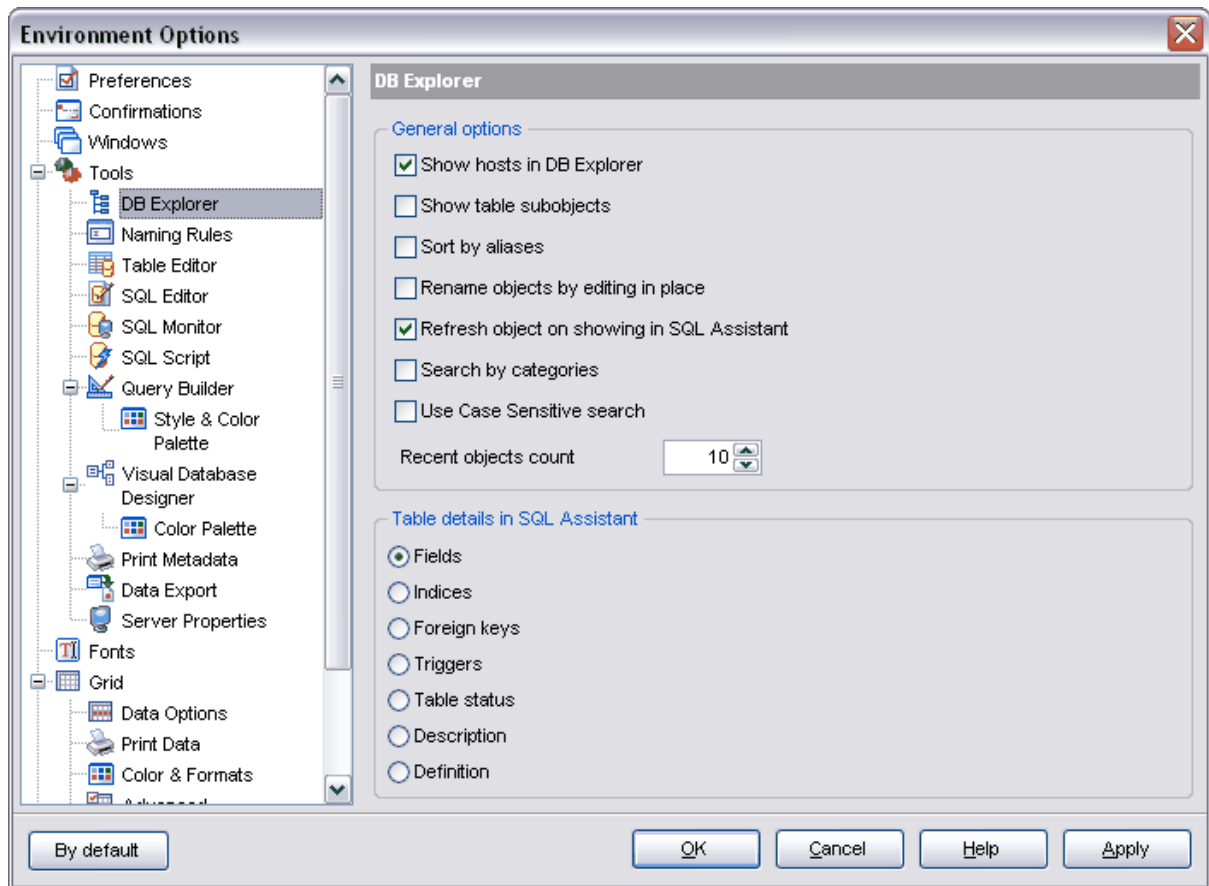 Environment Options
Preferences
Confirmations
Windows
Tools
DB Explorer
Naming Rules
Table Editor
SQL Editor
SQL Monitor
SQL Script
Query Builder
Style & Color
Palette
Visual Database
Designer
Color Palette
Print Metadata
Data Export
Server Properties
Fonts
Grid
Data Options
Print Data
Color & Formats
DB Explorer
General options
Show hosts in DB Explorer
Show table subobjects
Sort by aliases
Rename objects by editing in place
Refresh object on showing in SQL Assistant
Search by categories
Use Case Sensitive search
Recent objects count 10
Table details in SQL Assistant
Fields
Indices
Foreign keys
Triggers
Table status
Description
Definition
By default OK Cancel Help Apply